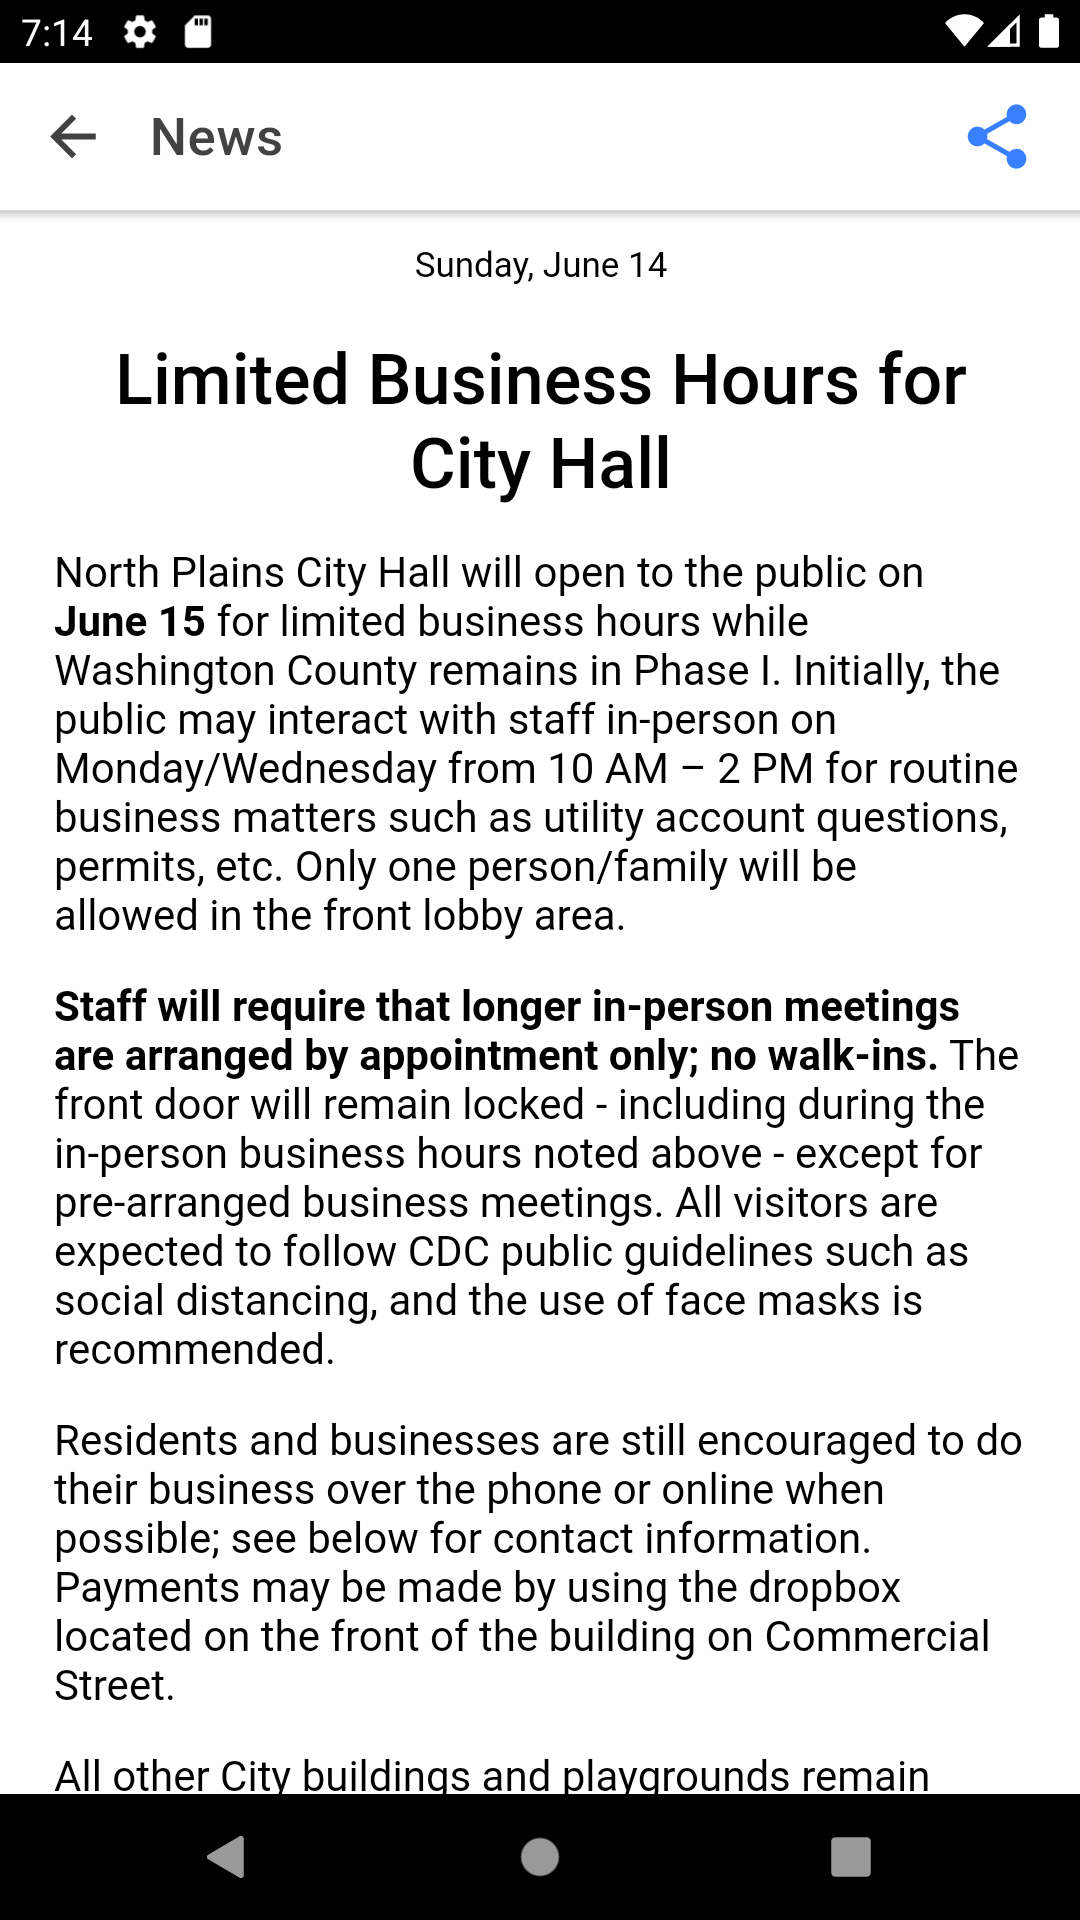 7:14
News
Sunday, June 14
Limited Business Hours for
City Hall
North Plains City Hall will open to the public on
June 15 for limited business hours while
Washington County remains in Phase I. Initially, the
public may interact with staff in-person on
Monday/Wednesday from 10 AM – 2 PM for routine
business matters such as utility account questions,
permits, etc. Only one person/family will be
allowed in the front lobby area.
Staff will require that longer in-person meetings
are arranged by appointment only; no walk-ins. The
front door will remain locked - including during the
in-person business hours noted above - except for
pre-arranged business meetings. All visitors are
expected to follow CDC public guidelines such as
social distancing, and the use of face masks is
recommended.
Residents and businesses are still encouraged to do
their business over the phone or online when
possible; see below for contact information.
Payments may be made by using the dropbox
located on the front of the building on Commercial
Street.
All other City buildings and playgrounds remain